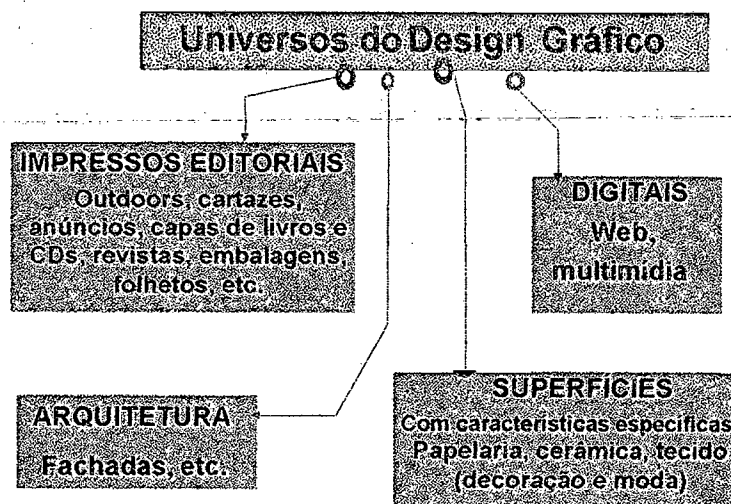 Universos do Design Gráfico
IMPRESSOS EDITORIAIS
Outdoors, cartazes,
anúncios, capas de livros e
CDs, revistas, embalagens,
folhetos, etc.
DIGITAIS
Web,
multimídia
ARQUITETURA
Fachadas, etc.
SUPERFÍCIES
Com características específicas
Papelaria, cerâmica, tecido
(decoração e moda)